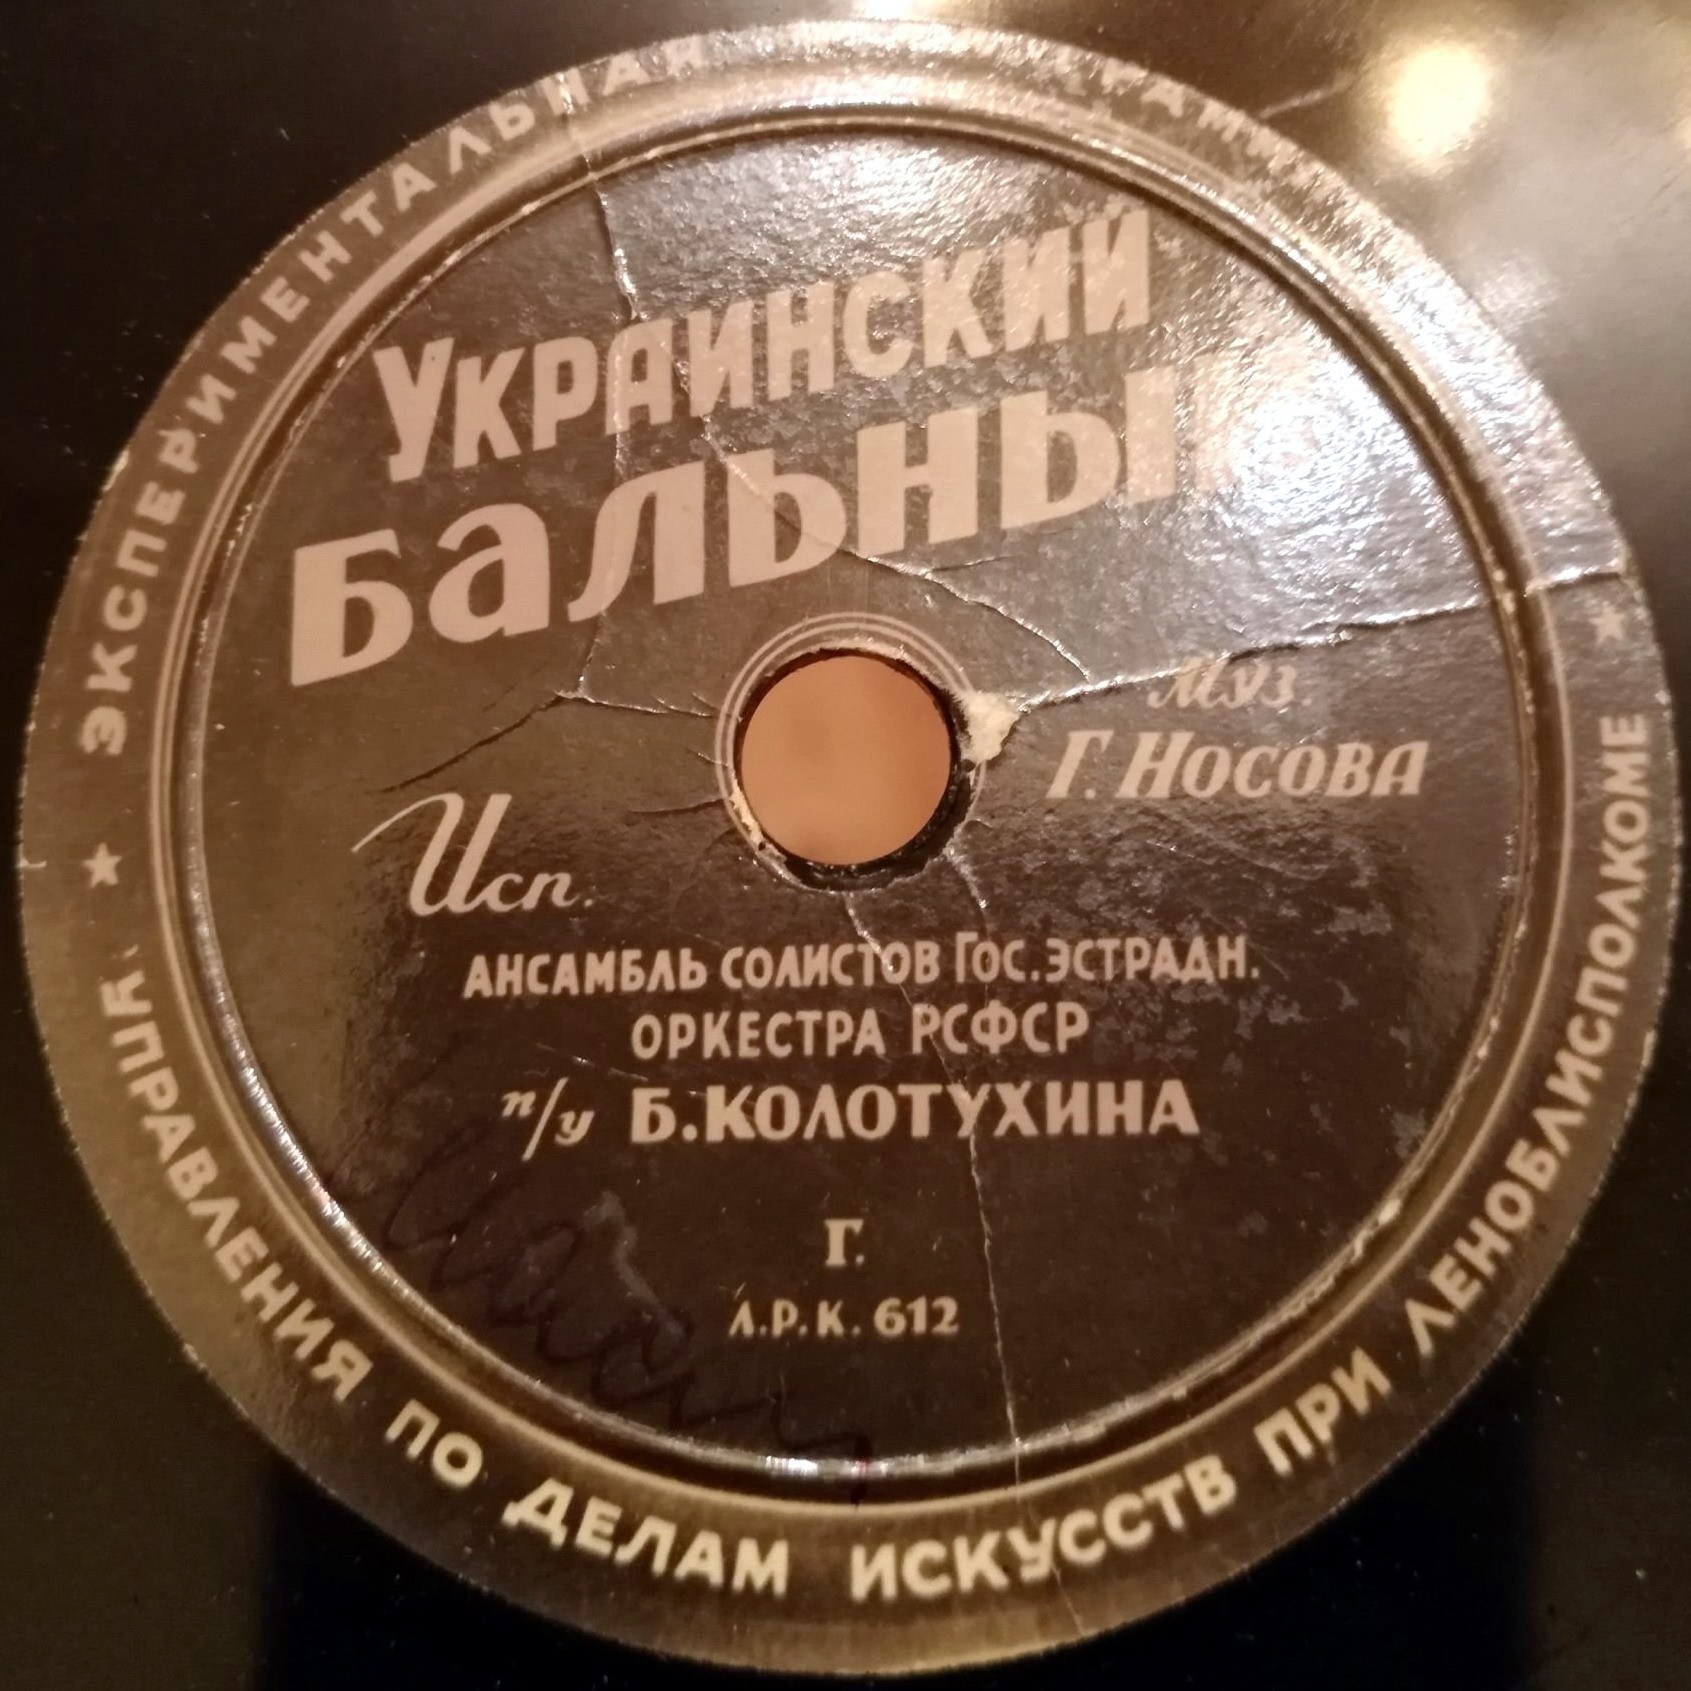 ЭКСПЕРИМЕНТАЛЬНАЯ
УКРАИНСКИЙ
БАЛЬНЫЙ
Муз.
Г. НОСОВА
Исп.
АНСАМБЛЬ СОЛИСТОВ ГОС. ЭСТРАДН.
ОРКЕСТРА РСФСР
п/у Б. КОЛОТУХИНА
Г.
Л.Р.К. 612
★ УПРАВЛЕНИЯ ПО ДЕЛАМ ИСКУССТВ ПРИ ЛЕНОБЛИСПОЛКОМЕ ★